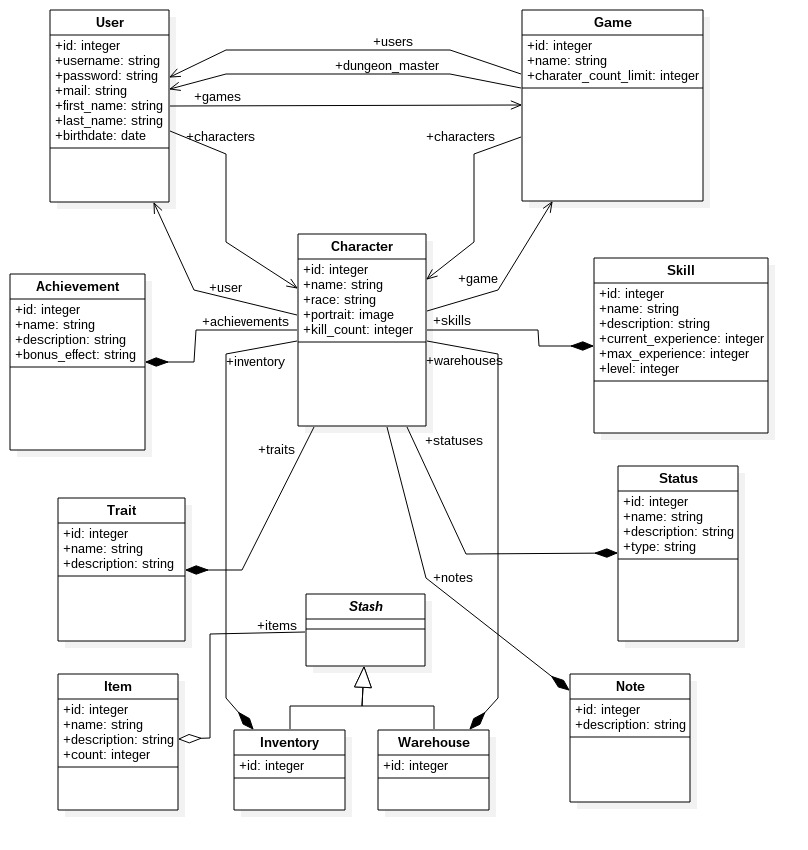 User
+id: integer
+username: string
+password: string
+mail: string
+first_name: string
+last_name: string
+birthdate: date
Game
+id: integer
+name: string
+charater_count_limit: integer
+users
+dungeon_master
+games
+characters
+characters
Character
+id: integer
+name: string
+race: string
+portrait: image
+kill_count: integer
+user
+game
Achievement
+id: integer
+name: string
+description: string
+bonus_effect: string
+achievements
+skills
Skill
+id: integer
+name: string
+description: string
+current_experience: integer
+max_experience: integer
+level: integer
+inventory
+warehouses
+traits
+statuses
Trait
+id: integer
+name: string
+description: string
Status
+id: integer
+name: string
+description: string
+type: string
+notes
Stash
+items
Item
+id: integer
+name: string
+description: string
+count: integer
Inventory
+id: integer
Warehouse
+id: integer
Note
+id: integer
+description: string